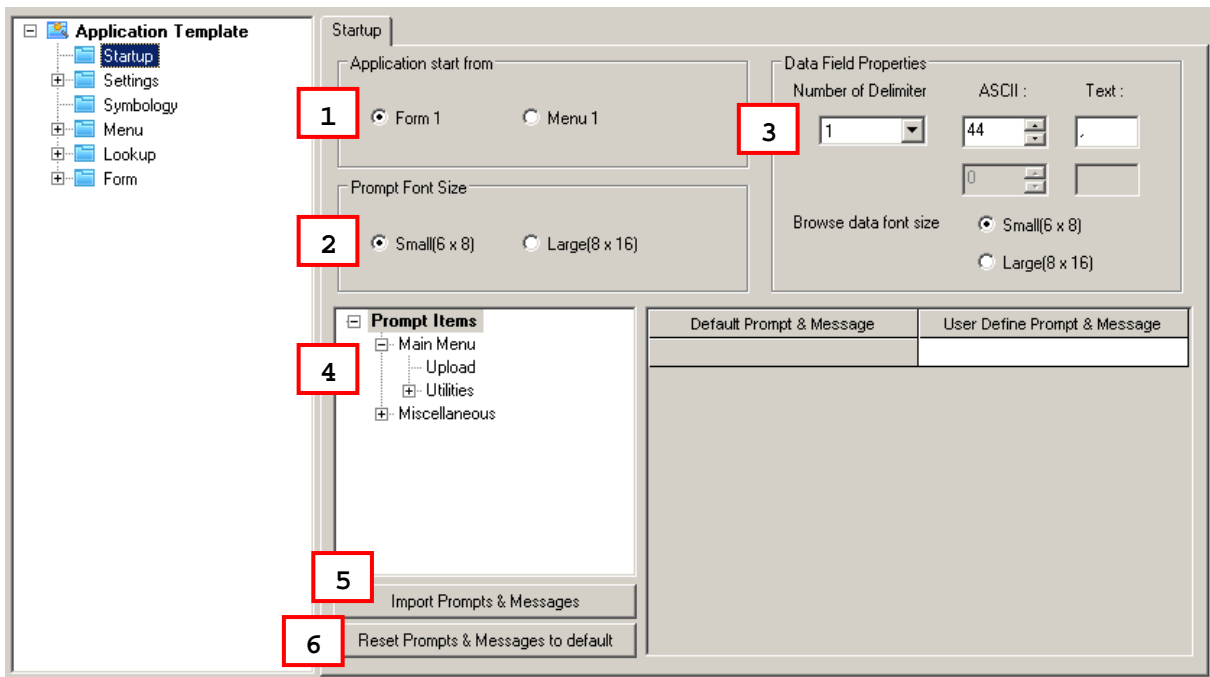 Application Template
Startup
Settings
Symbology
Menu
Lookup
Form
Startup
Application start from
1
Form 1
Menu 1
Prompt Font Size
2
Small(6 x 8)
Large(8 x 16)
Data Field Properties
Number of Delimiter
ASCII :
Text :
3
1
44
,
0
Browse data font size
Small(6 x 8)
Large(8 x 16)
Prompt Items
4
Main Menu
Upload
Utilities
Miscellaneous
Default Prompt & Message
User Define Prompt & Message
5
Import Prompts & Messages
6
Reset Prompts & Messages to default